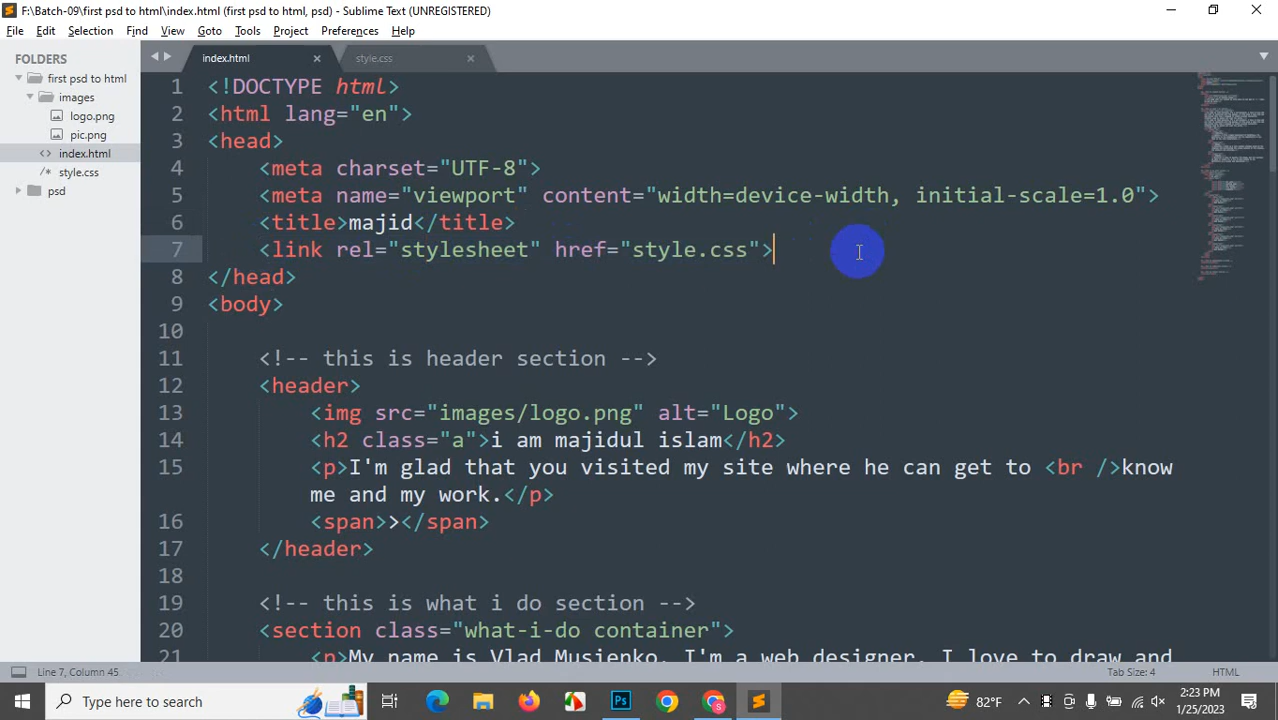 F:\Batch-09\first psd to html\index.html (first psd to html, psd) - Sublime Text (UNREGISTERED)
File Edit Selection Find View Goto Tools Project Preferences Help
FOLDERS
first psd to html
images
logo.png
pic.png
index.html
style.css
psd
index.html style.css
1 <!DOCTYPE html>
2 <html lang="en">
3 <head>
4 <meta charset="UTF-8">
5 <meta name="viewport" content="width=device-width, initial-scale=1.0">
6 <title>majid</title>
7 <link rel="stylesheet" href="style.css">
8 </head>
9 <body>
10
11 <!-- this is header section -->
12 <header>
13 <img src="images/logo.png" alt="Logo">
14 <h2 class="a">i am majidul islam</h2>
15 <p>I'm glad that you visited my site where he can get to <br />know
me and my work.</p>
16 <span>></span>
17 </header>
18
19 <!-- this is what i do section -->
20 <section class="what-i-do container">
21 <p>My name is Vlad Musienko. I'm a web designer. I love to draw and
Line 7, Column 45 Tab Size: 4 HTML
Type here to search
82°F
2:23 PM
1/25/2023